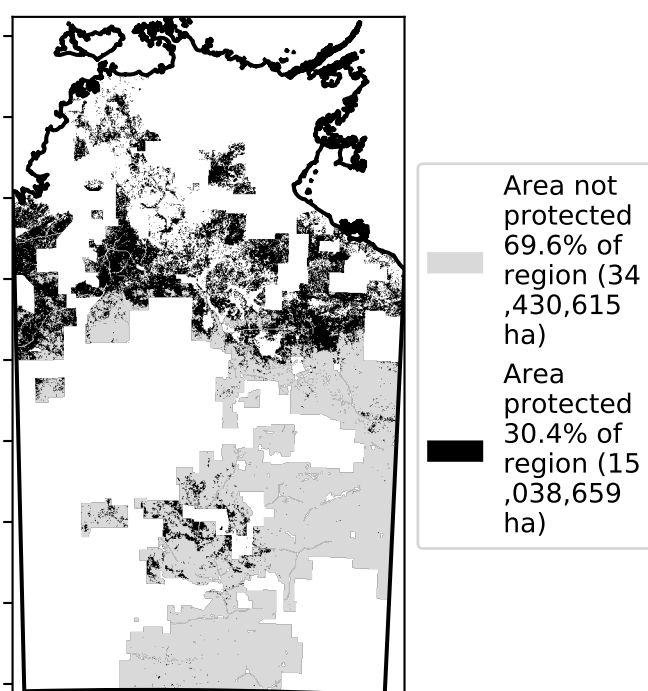 Area not
protected
69.6% of
region (34
,430,615
ha)
Area
protected
30.4% of
region (15
,038,659
ha)